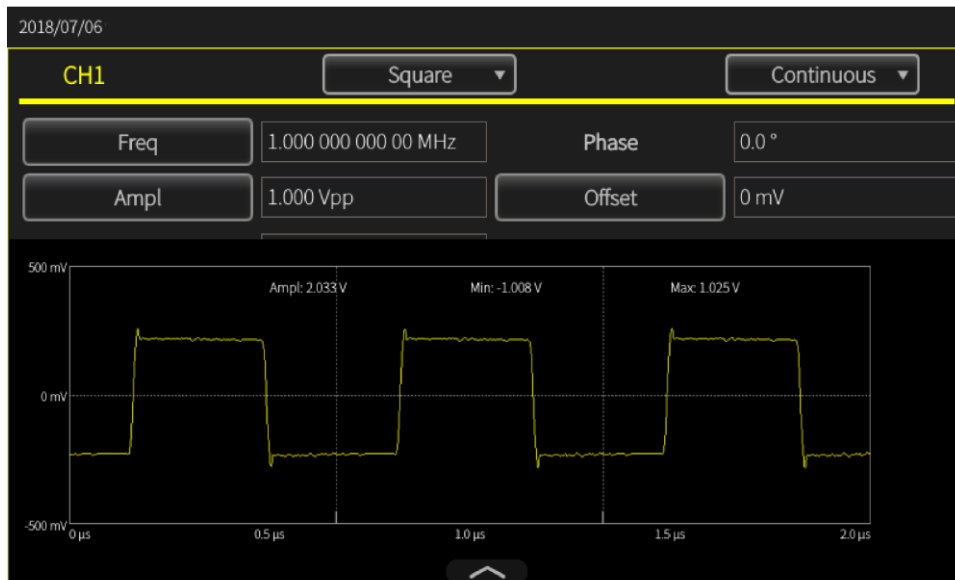 2018/07/06
CH1 Square Continuous
Freq 1.000 000 000 00 MHz Phase 0.0 °
Ampl 1.000 Vpp Offset 0 mV
500 mV
Ampl: 2.033 V Min: -1.008 V Max: 1.025 V
0 mV
-500 mV
0 µs 0.5 µs 1.0 µs 1.5 µs 2.0 µs